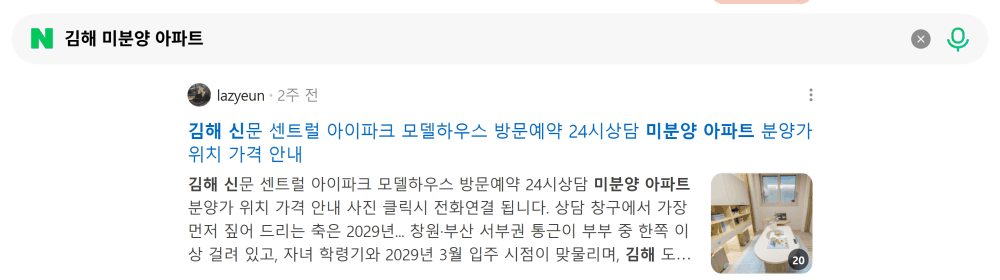 N 김해 미분양 아파트
lazyeun · 2주 전
김해 신문 센트럴 아이파크 모델하우스 방문예약 24시상담 미분양 아파트 분양가
위치 가격 안내
김해 신문 센트럴 아이파크 모델하우스 방문예약 24시상담 미분양 아파트
분양가 위치 가격 안내 사진 클릭시 전화연결 됩니다. 상담 창구에서 가장
먼저 짚어 드리는 축은 2029년... 창원·부산 서부권 통근이 부부 중 한쪽 이
상 걸려 있고, 자녀 학령기와 2029년 3월 입주 시점이 맞물리며, 김해 도...
20